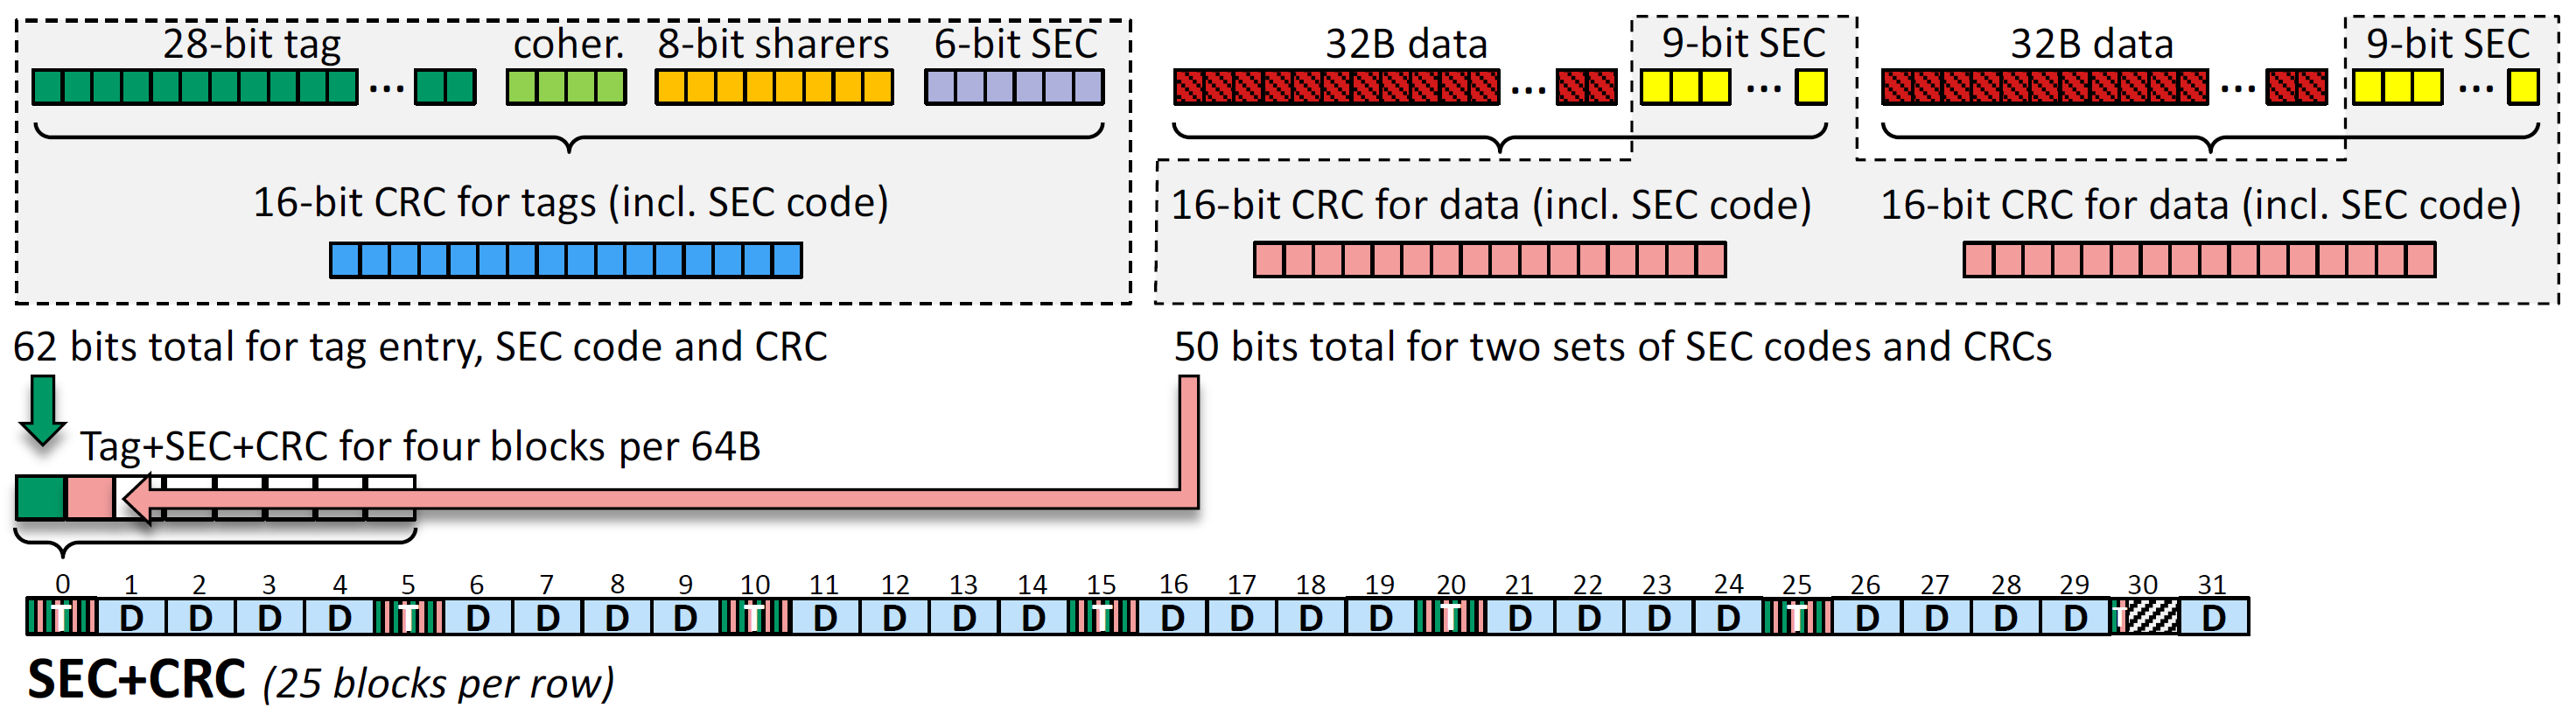 28-bit tag coher. 8-bit sharers 6-bit SEC 32B data 9-bit SEC 32B data 9-bit SEC
... ... ... ... ...
16-bit CRC for tags (incl. SEC code) 16-bit CRC for data (incl. SEC code) 16-bit CRC for data (incl. SEC code)
62 bits total for tag entry, SEC code and CRC 50 bits total for two sets of SEC codes and CRCs
Tag+SEC+CRC for four blocks per 64B
0 1 2 3 4 5 6 7 8 9 10 11 12 13 14 15 16 17 18 19 20 21 22 23 24 25 26 27 28 29 30 31
T D D D D T D D D D T D D D D T D D D D T D D D D T D D D D T D
SEC+CRC (25 blocks per row)